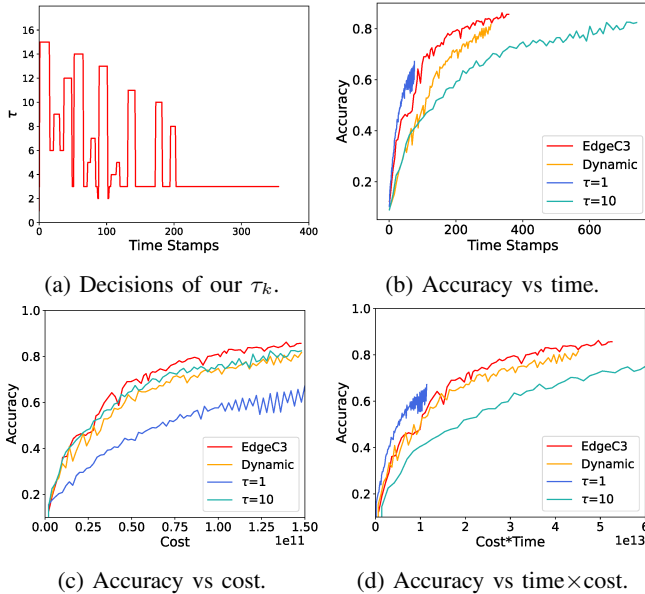 τ
16
14
12
10
8
6
4
2
0
0 100 200 300 400
Time Stamps
(a) Decisions of our τₖ.
Accuracy
0.8
0.6
0.4
0.2
0 200 400 600
Time Stamps
EdgeC3
Dynamic
τ=1
τ=10
(b) Accuracy vs time.
Accuracy
1.0
0.8
0.6
0.4
0.2
0.00 0.25 0.50 0.75 1.00 1.25 1.50
Cost
1e11
EdgeC3
Dynamic
τ=1
τ=10
(c) Accuracy vs cost.
Accuracy
1.0
0.8
0.6
0.4
0.2
0 1 2 3 4 5
Cost*Time
1e13
EdgeC3
Dynamic
τ=1
τ=10
(d) Accuracy vs time×cost.